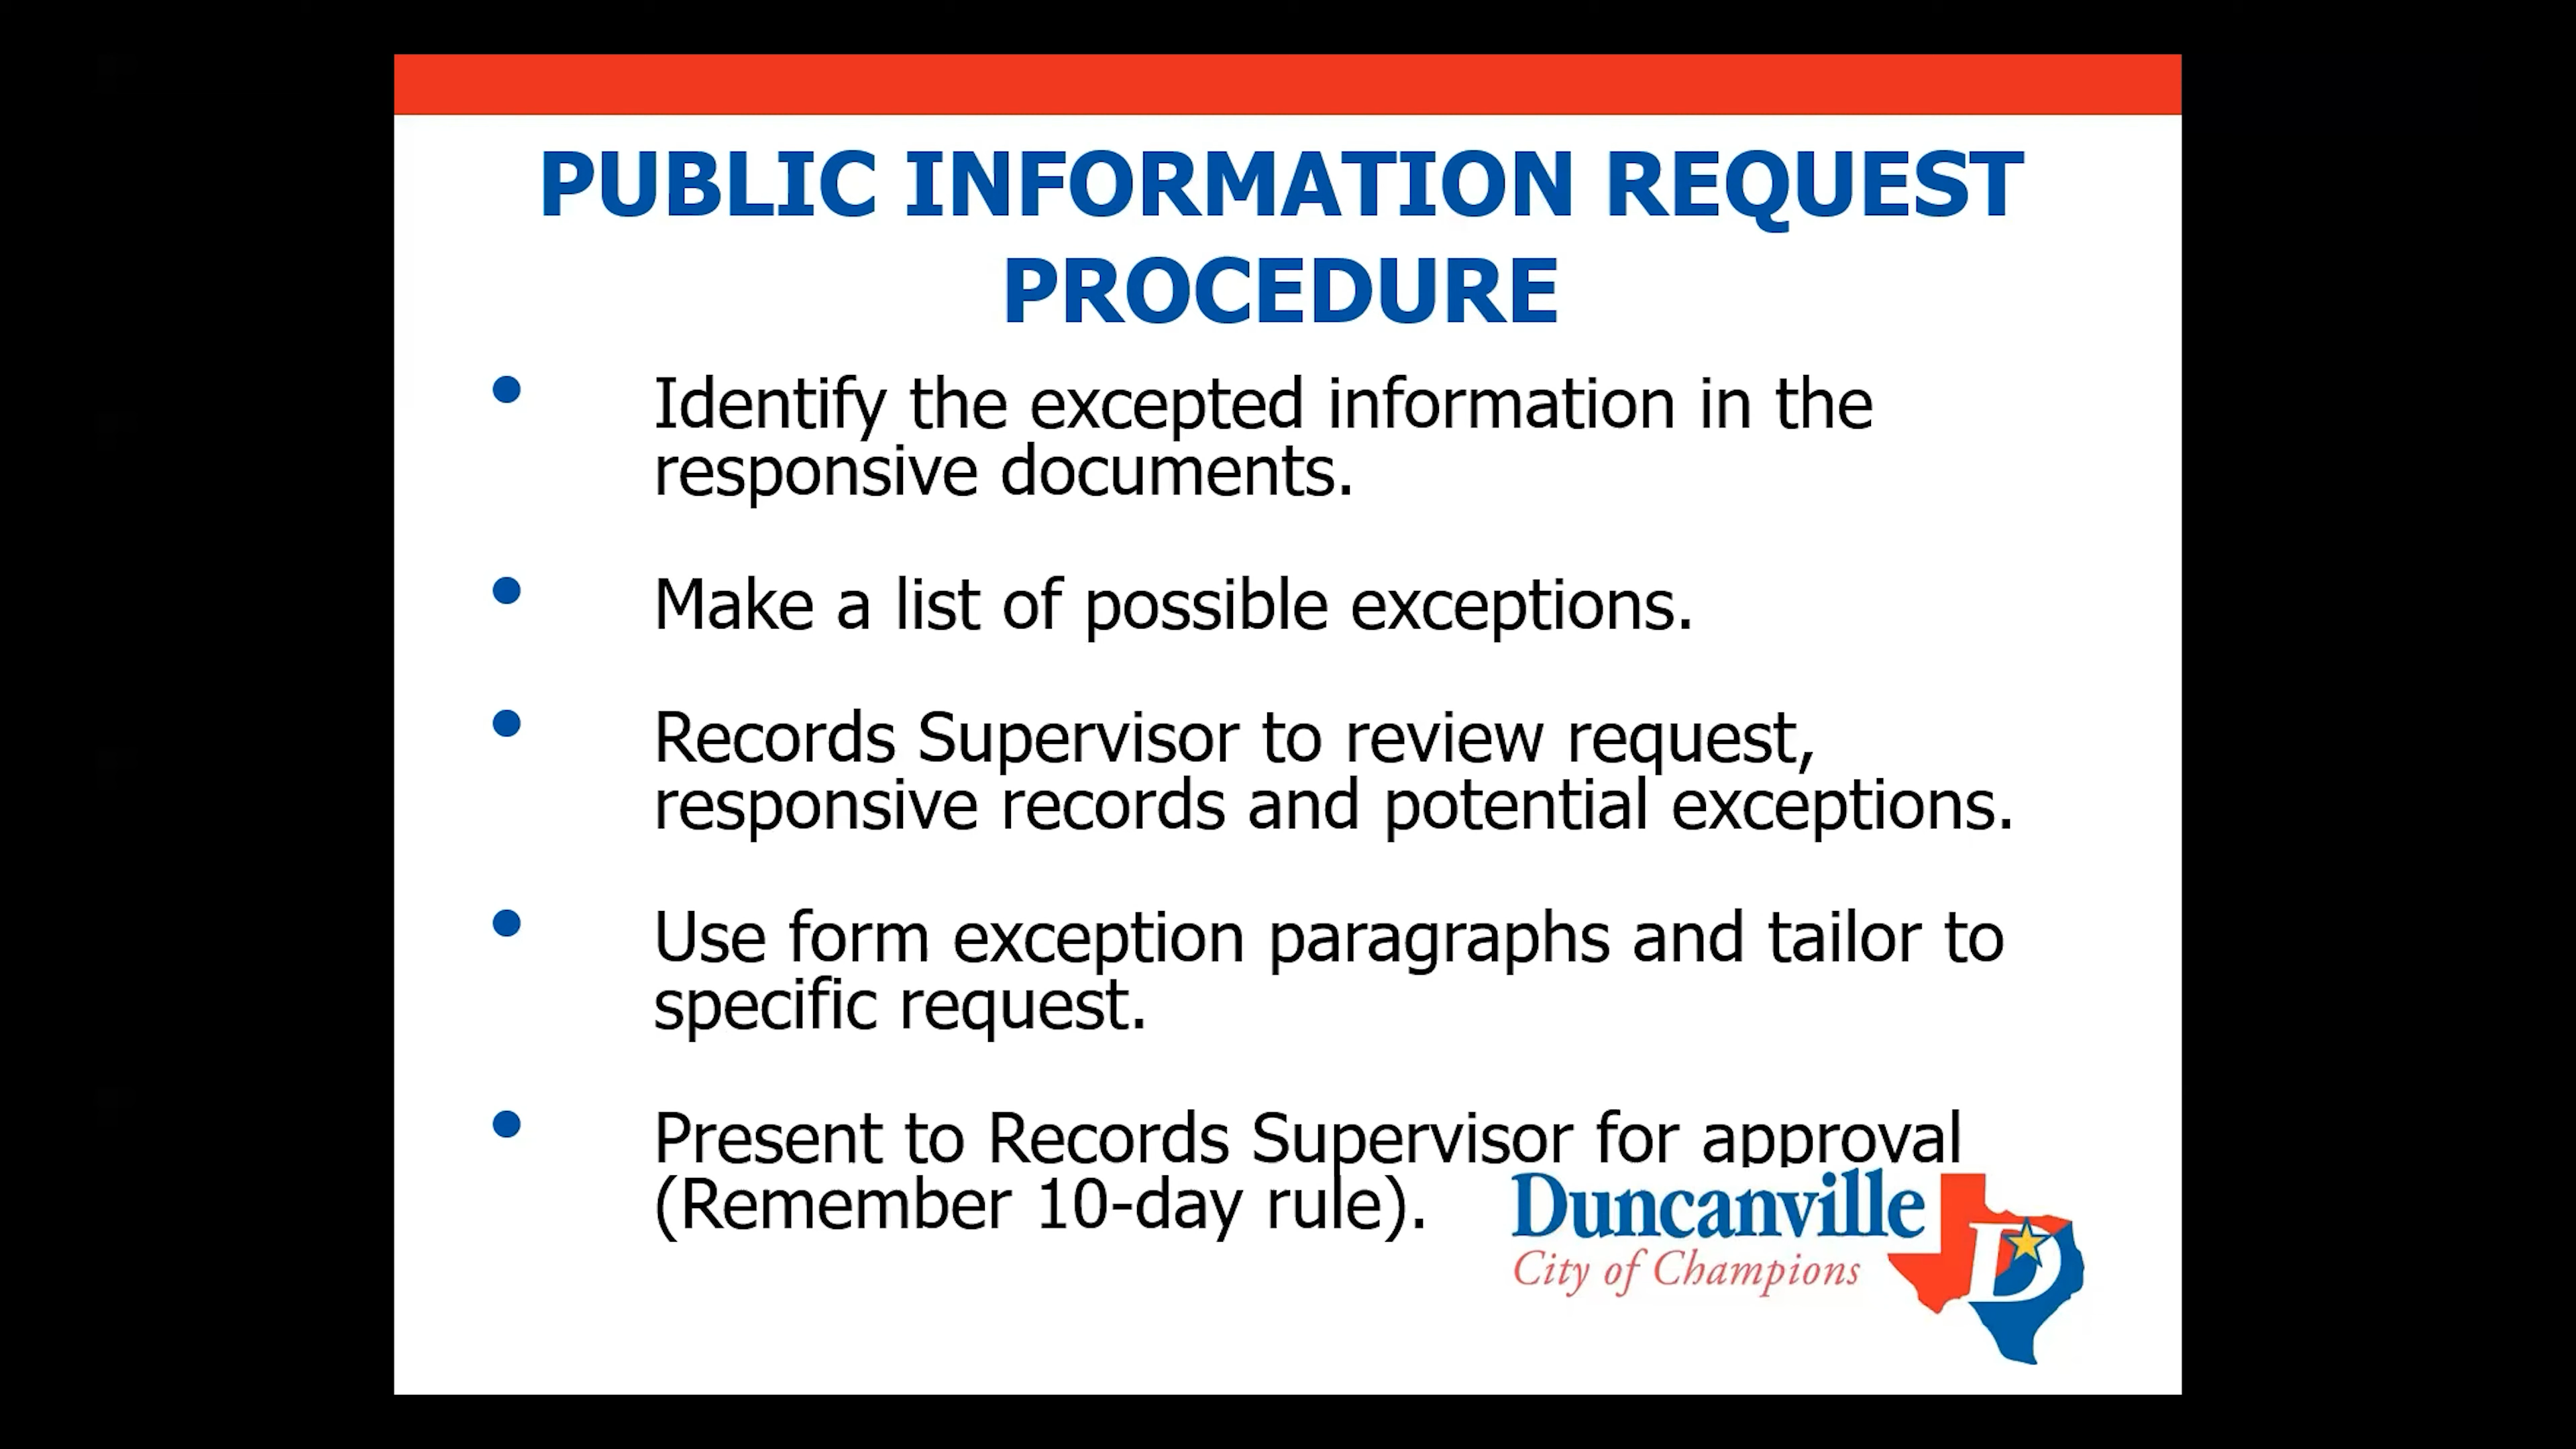 PUBLIC INFORMATION REQUEST
PROCEDURE
• Identify the excepted information in the
responsive documents.
• Make a list of possible exceptions.
• Records Supervisor to review request,
responsive records and potential exceptions.
• Use form exception paragraphs and tailor to
specific request.
• Present to Records Supervisor for approval
(Remember 10-day rule).
Duncanville
City of Champions
D